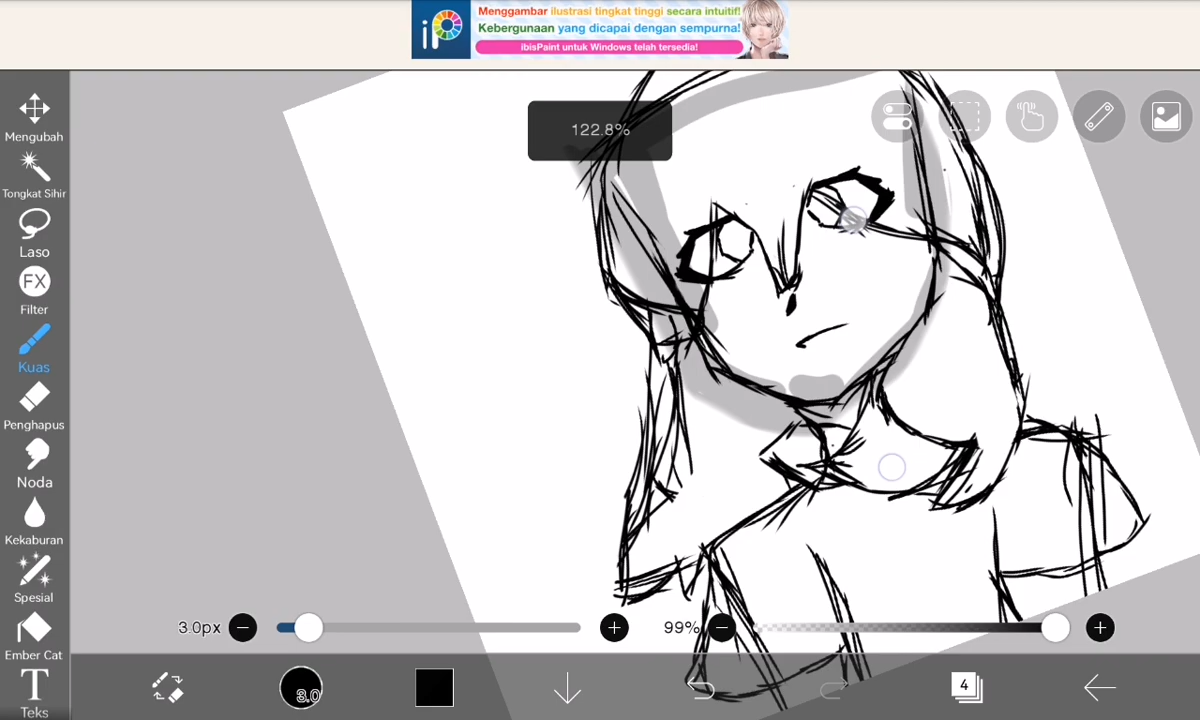 Menggambar ilustrasi tingkat tinggi secara intuitif!
iP
Kebergunaan yang dicapai dengan sempurna!
ibisPaint untuk Windows telah tersedia!
122.8%
Mengubah
Tongkat Sihir
Laso
FX
Filter
Kuas
Penghapus
Noda
Kekaburan
Spesial
Ember Cat
T
Teks
3.0px
99%
3.0
4